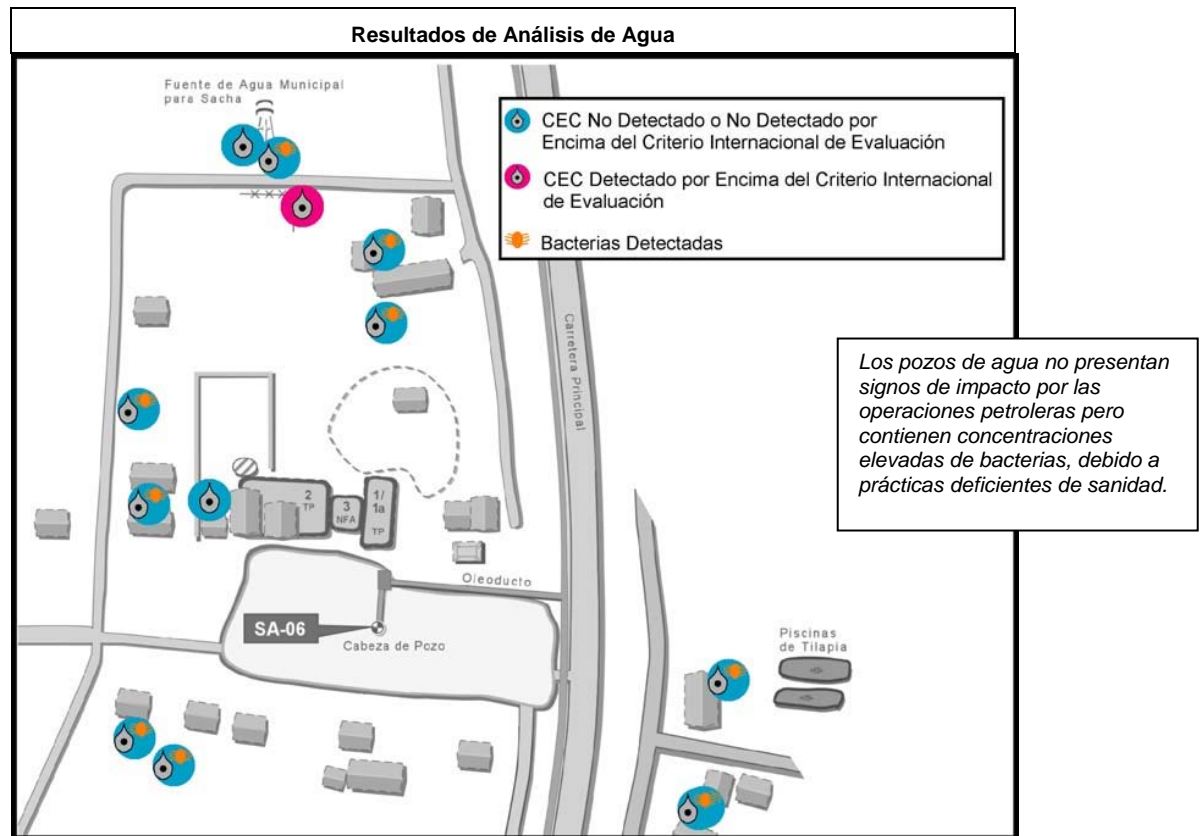 Resultados de Análisis de Agua
Fuente de Agua Municipal
para Sacha
CEC No Detectado o No Detectado por
Encima del Criterio Internacional de Evaluación
CEC Detectado por Encima del Criterio Internacional
de Evaluación
Bacterias Detectadas
Carretera Principal
Los pozos de agua no presentan
signos de impacto por las
operaciones petroleras pero
contienen concentraciones
elevadas de bacterias, debido a
prácticas deficientes de sanidad.
2
TP
3
NFA
1/
1a
TP
Oleoducto
SA-06
Cabeza de Pozo
Piscinas
de Tilapia